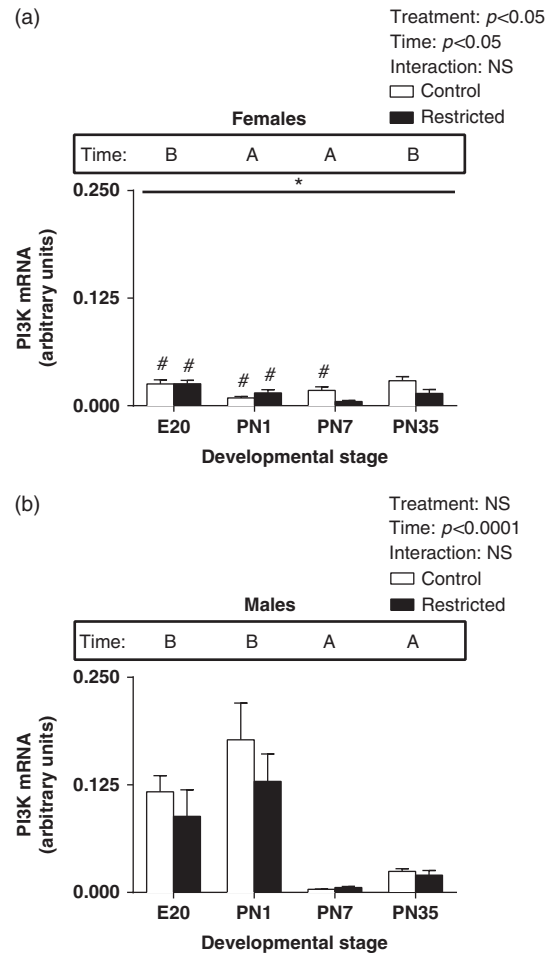 (a)
Treatment: p<0.05
Time: p<0.05
Interaction: NS
Control
Restricted
Females
Time: B A A B
*
0.250
0.125
0.000
PI3K mRNA
(arbitrary units)
# # # # #
E20 PN1 PN7 PN35
Developmental stage
(b)
Treatment: NS
Time: p<0.0001
Interaction: NS
Control
Restricted
Males
Time: B B A A
0.250
0.125
0.000
PI3K mRNA
(arbitrary units)
E20 PN1 PN7 PN35
Developmental stage